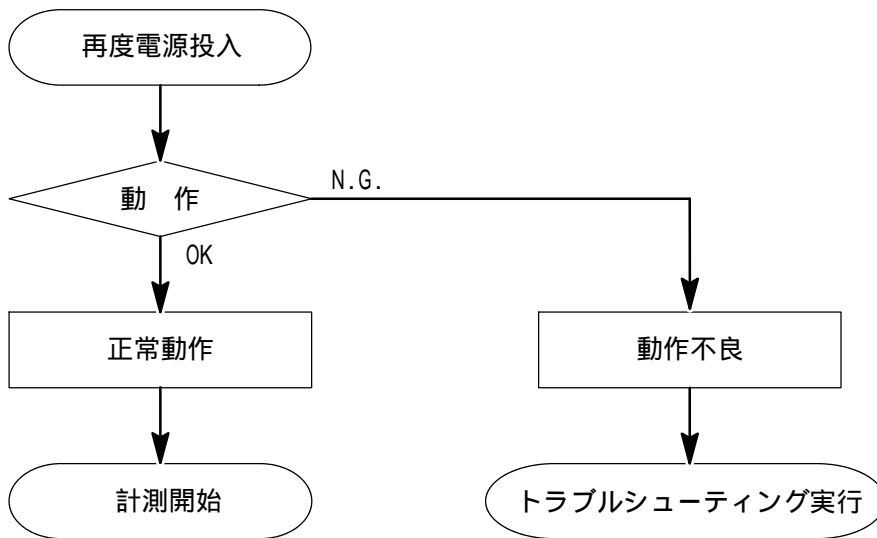 再度電源投入
動　作
N.G.
OK
正常動作
動作不良
計測開始
トラブルシューティング実行